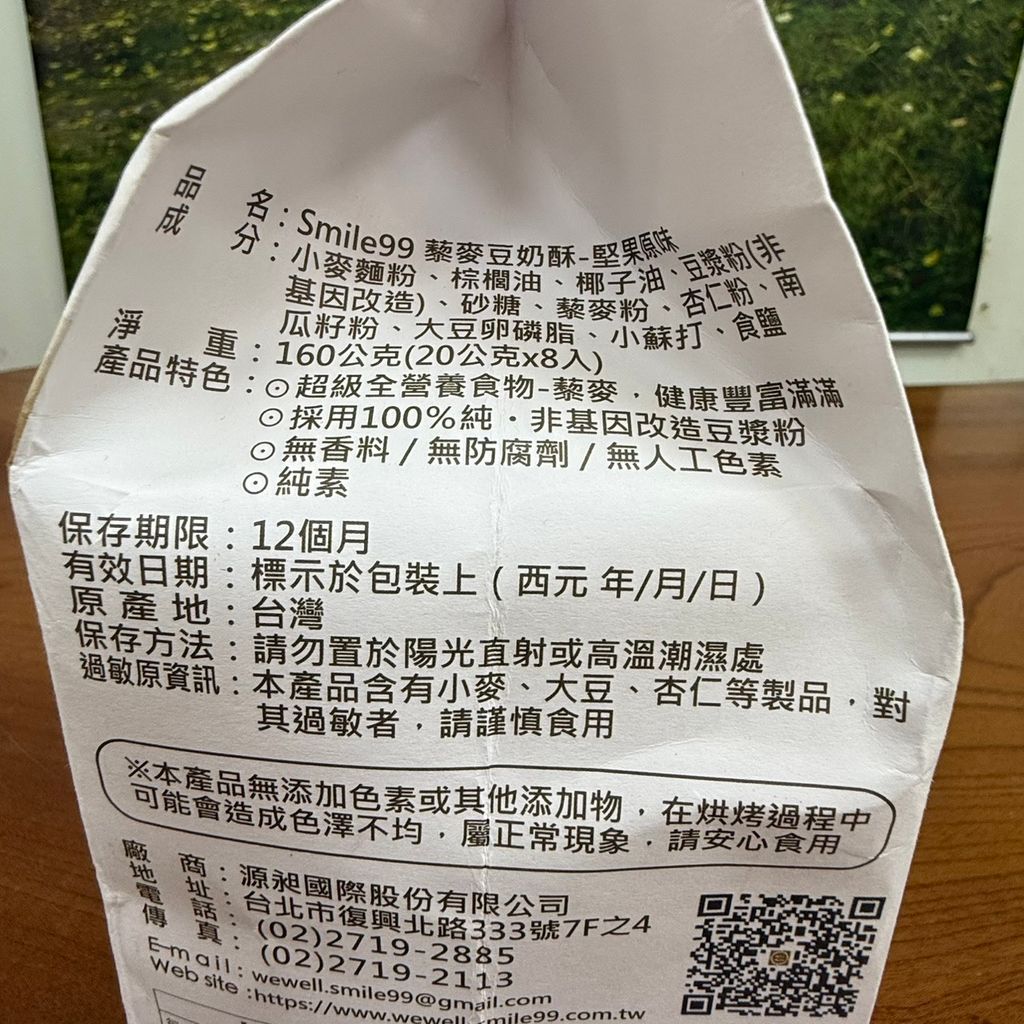 品名：Smile99 藜麥豆奶酥-堅果原味
成分：小麥麵粉、棕櫚油、椰子油、豆漿粉(非
基因改造)、砂糖、藜麥粉、杏仁粉、南
瓜籽粉、大豆卵磷脂、小蘇打、食鹽
淨重：160公克(20公克x8入)
產品特色：⊙超級全營養食物-藜麥，健康豐富滿滿
⊙採用100%純・非基因改造豆漿粉
⊙無香料/無防腐劑/無人工色素
⊙純素
保存期限：12個月
有效日期：標示於包裝上（西元 年/月/日）
原產地：台灣
保存方法：請勿置於陽光直射或高溫潮濕處
過敏原資訊：本產品含有小麥、大豆、杏仁等製品，對
其過敏者，請謹慎食用
※本產品無添加色素或其他添加物，在烘烤過程中
可能會造成色澤不均，屬正常現象，請安心食用
廠商：源昶國際股份有限公司
地址：台北市復興北路333號7F之4
電話：(02)2719-2885
傳真：(02)2719-2113
E-mail：wewell.smile99@gmail.com
Web site :https://www.wewell-smile99.com.tw